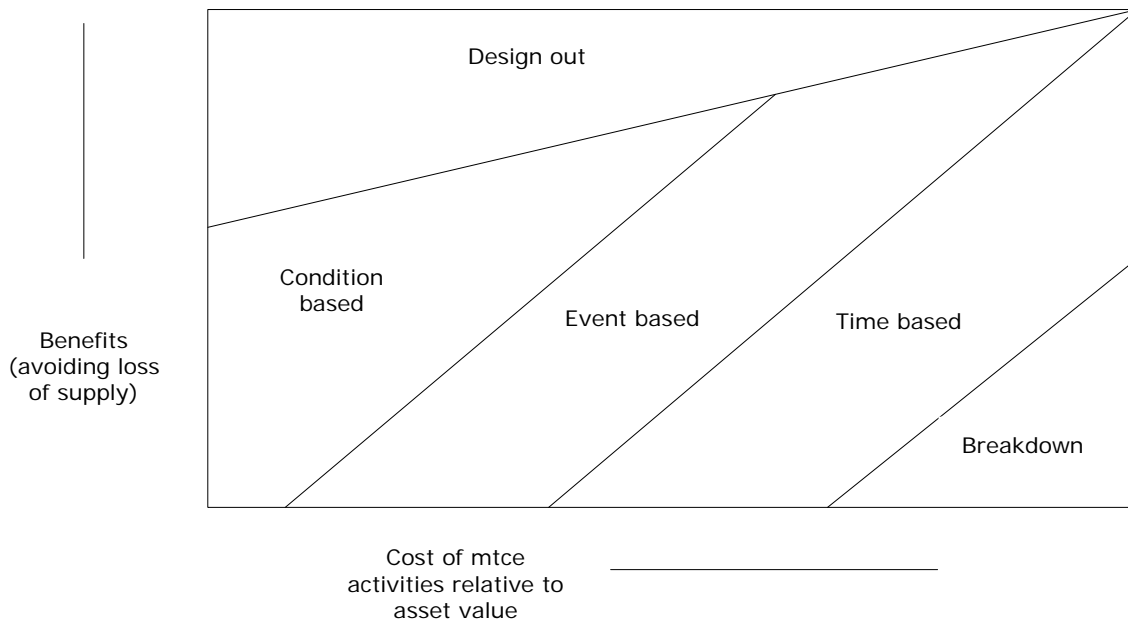 Design out
Condition
based
Event based
Time based
Benefits
(avoiding loss
of supply)
Breakdown
Cost of mtce
activities relative to
asset value